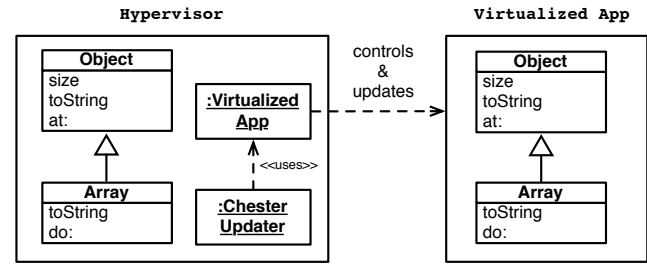 Hypervisor
Virtualized App
Object
size
toString
at:
Array
toString
do:
:Virtualized
App
<<uses>>
:Chester
Updater
controls
&
updates
Object
size
toString
at:
Array
toString
do: